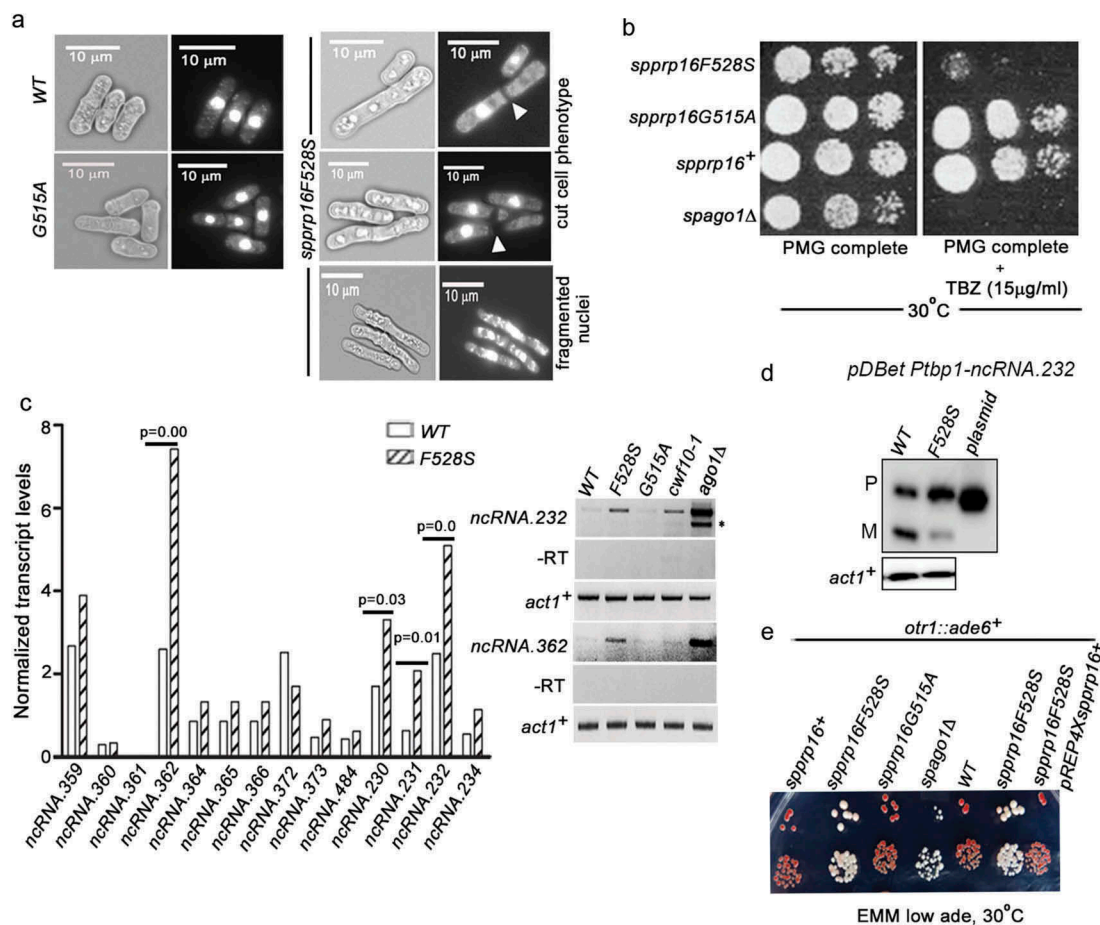 a
10 µm
10 µm
10 µm
10 µm
WT
10 µm
10 µm
G515A
10 µm
10 µm
spprp16F528S
cut cell phenotype
10 µm
10 µm
fragmented
nuclei
b
spprp16F528S
spprp16G515A
spprp16+
spago1Δ
PMG complete
PMG complete
+
TBZ (15µg/ml)
30°C
c
Normalized transcript levels
8
6
4
2
0
p=0.00
p=0.03
p=0.01
p=0.0
WT
F528S
ncRNA.359
ncRNA.360
ncRNA.361
ncRNA.362
ncRNA.364
ncRNA.365
ncRNA.366
ncRNA.372
ncRNA.373
ncRNA.484
ncRNA.230
ncRNA.231
ncRNA.232
ncRNA.234
WT
F528S
G515A
cwf10-1
ago1Δ
ncRNA.232
*
-RT
act1+
ncRNA.362
-RT
act1+
d
pDBet Ptbp1-ncRNA.232
WT
F528S
plasmid
P
M
act1+
e
otr1::ade6+
spprp16+
spprp16F528S
spprp16G515A
spago1Δ
WT
spprp16F528S
spprp16F528S
pREP4Xspprp16+
EMM low ade, 30°C